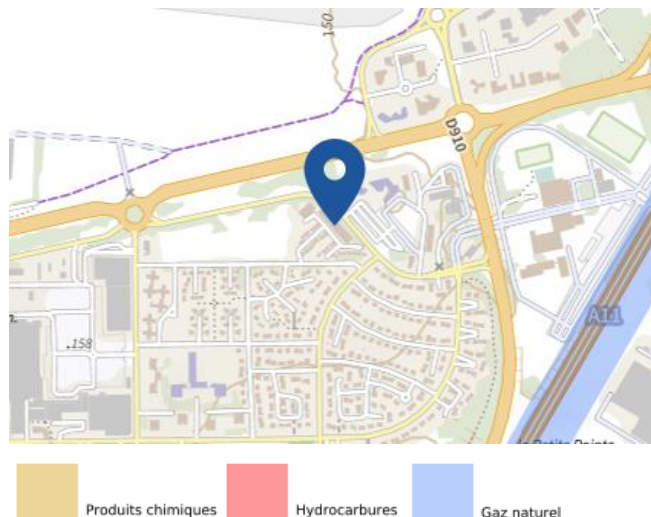 150.
D910
A11
.158
Produits chimiques
Hydrocarbures
Gaz naturel